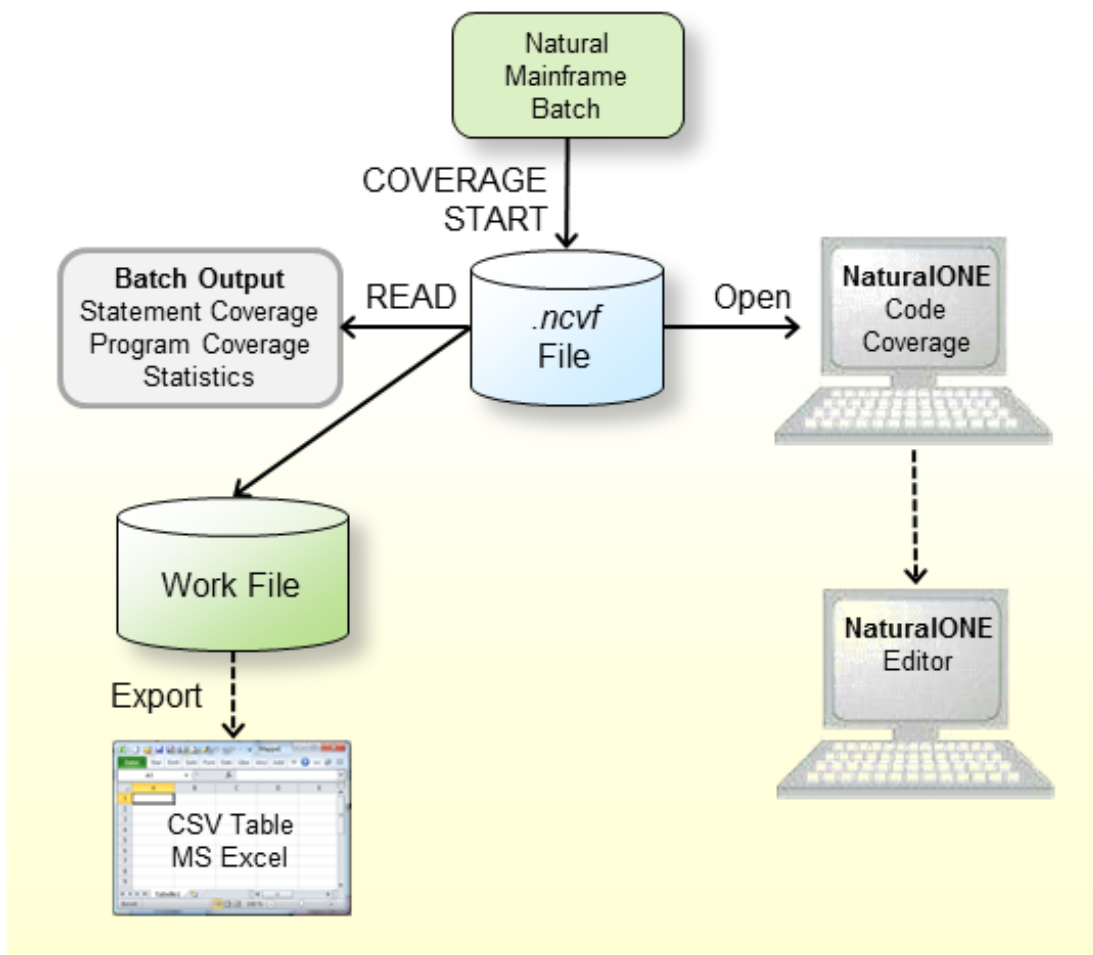 Natural
Mainframe
Batch
COVERAGE
START
Batch Output
Statement Coverage
Program Coverage
Statistics
READ
.ncvf
File
Open
NaturalONE
Code
Coverage
Work File
NaturalONE
Editor
Export
CSV Table
MS Excel